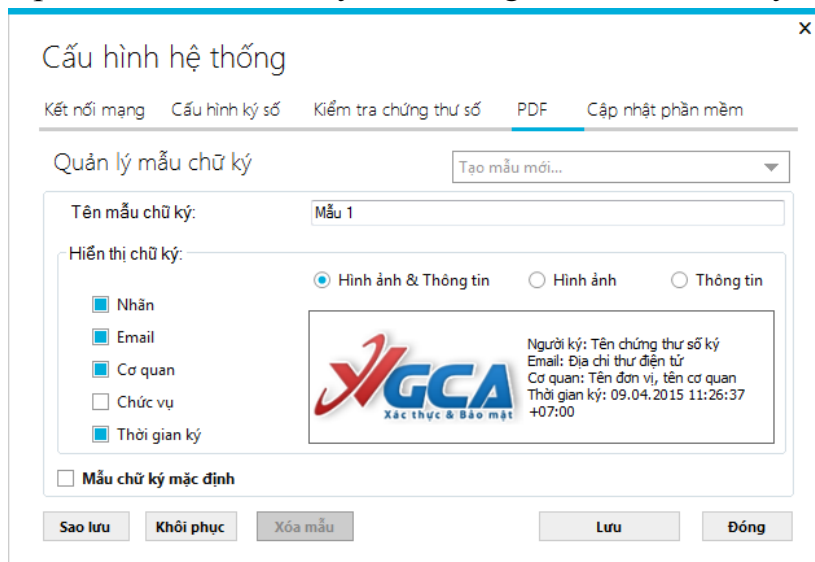 x
Cấu hình hệ thống
Kết nối mạng Cấu hình ký số Kiểm tra chứng thư số PDF Cập nhật phần mềm
Quản lý mẫu chữ ký Tạo mẫu mới...
Tên mẫu chữ ký: Mẫu 1
Hiển thị chữ ký:
Hình ảnh & Thông tin Hình ảnh Thông tin
Nhãn
Email
Cơ quan
Chức vụ
Thời gian ký
VGCA
Xác thực & Bảo mật
Người ký: Tên chứng thư số ký
Email: Địa chỉ thư điện tử
Cơ quan: Tên đơn vị, tên cơ quan
Thời gian ký: 09.04.2015 11:26:37
+07:00
Mẫu chữ ký mặc định
Sao lưu Khôi phục Xóa mẫu Lưu Đóng